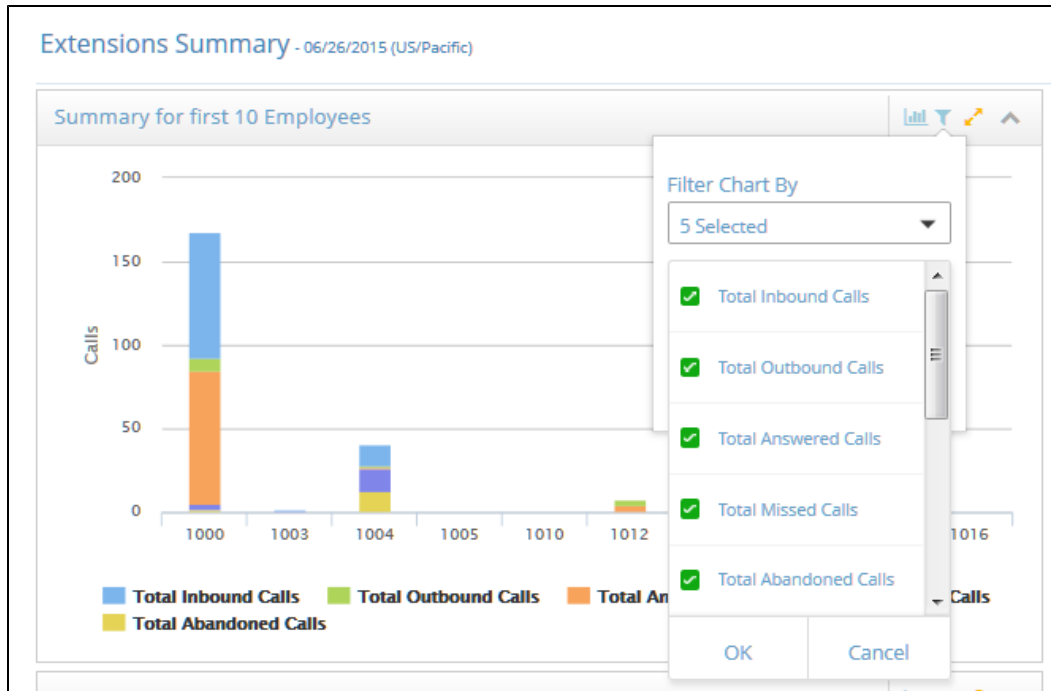 Extensions Summary - 06/26/2015 (US/Pacific)
Summary for first 10 Employees
Filter Chart By
5 Selected
Total Inbound Calls
Total Outbound Calls
Total Answered Calls
Total Missed Calls
Total Abandoned Calls
OK
Cancel
200
150
100
50
0
Calls
1000 1003 1004 1005 1010 1012 1016
Total Inbound Calls Total Outbound Calls Total Calls
Total Abandoned Calls